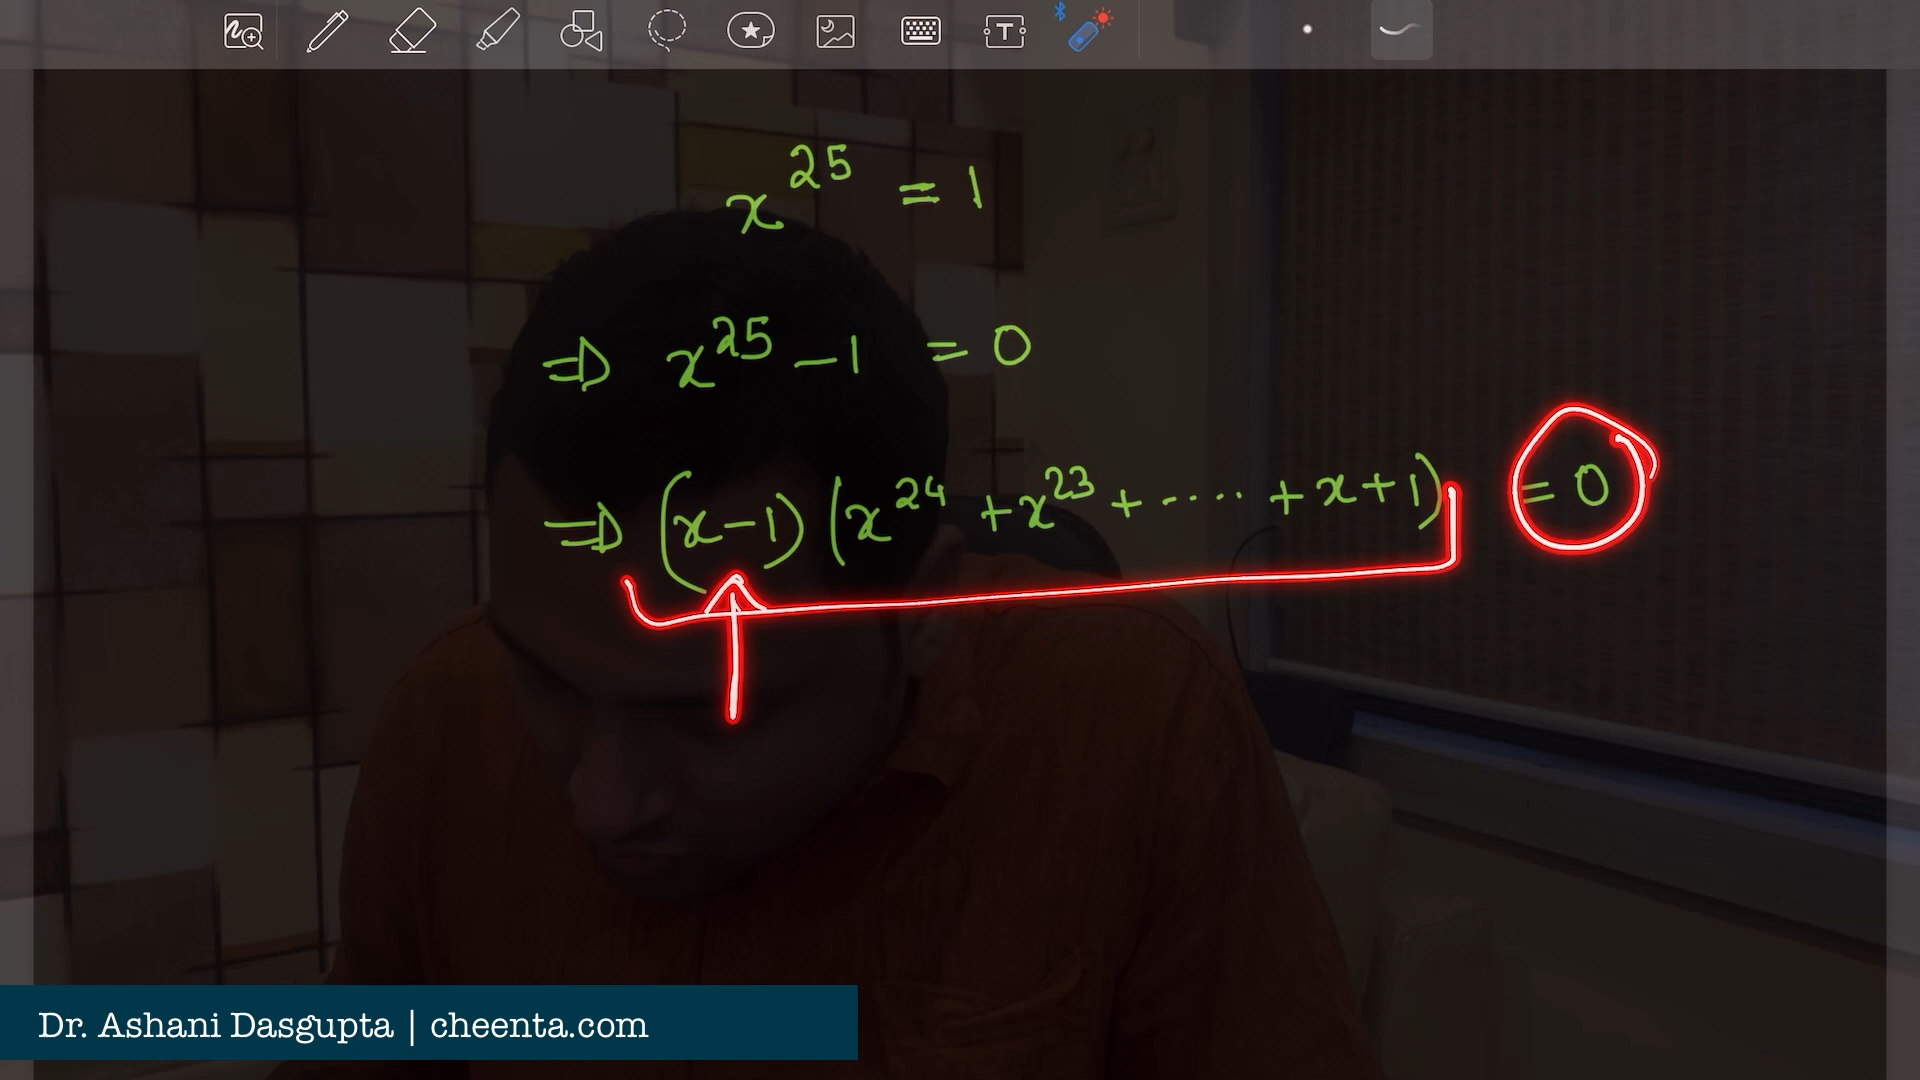 x^25 = 1
⇒ x^25 - 1 = 0
⇒ (x-1)(x^24 + x^23 + ..... + x + 1) = 0
Dr. Ashani Dasgupta | cheenta.com